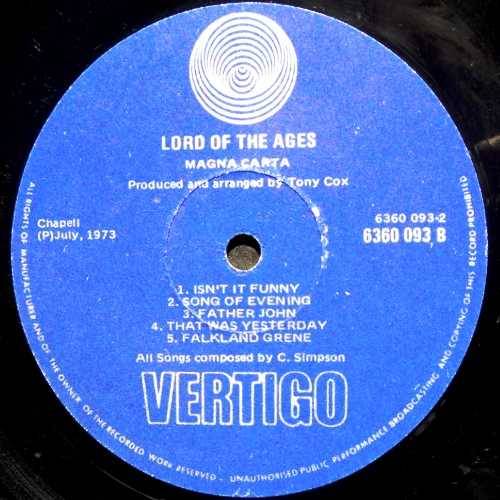 LORD OF THE AGES
MAGNA CARTA
Produced and arranged by Tony Cox
Chapell
(P)July, 1973
6360 093-2
6360 093 B
1. ISN'T IT FUNNY
2. SONG OF EVENING
3. FATHER JOHN
4. THAT WAS YESTERDAY
5. FALKLAND GRENE
All Songs composed by C. Simpson
VERTIGO
ALL RIGHTS OF MANUFACTURER AND OF THE OWNER OF THE RECORDED WORK RESERVED - UNAUTHORISED PUBLIC PERFORMANCE BROADCASTING AND COPYING OF THIS RECORD PROHIBITED